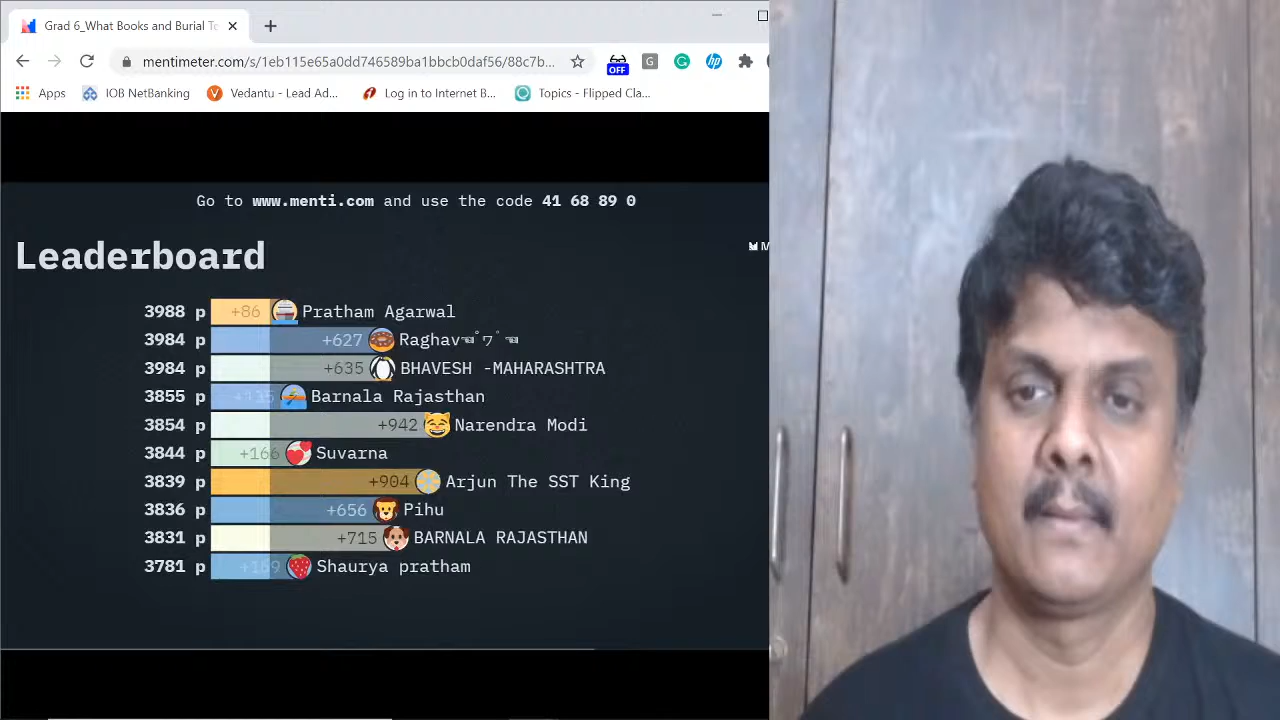 Grad 6_What Books and Burial To
mentimeter.com/s/1eb115e65a0dd746589ba1bbcb0daf56/88c7b...
OFF
G
G
hp
Apps
IOB NetBanking
Vedantu - Lead Ad...
Log in to Internet B...
Topics - Flipped Cla...
Go to www.menti.com and use the code 41 68 89 0
Leaderboard
M
3988 p +86 Pratham Agarwal
3984 p +627 Raghav
3984 p +635 BHAVESH -MAHARASHTRA
3855 p Barnala Rajasthan
3854 p +942 Narendra Modi
3844 p +166 Suvarna
3839 p +904 Arjun The SST King
3836 p +656 Pihu
3831 p +715 BARNALA RAJASTHAN
3781 p Shaurya pratham